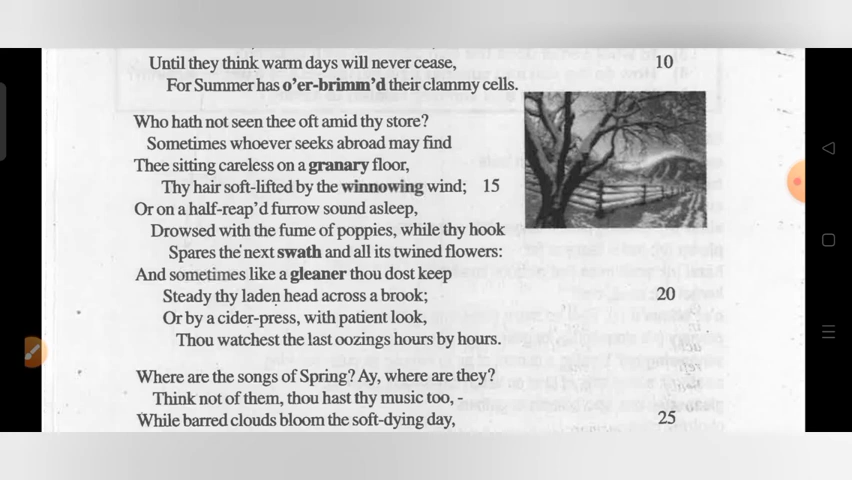 Until they think warm days will never cease, 10
For Summer has o'er-brimm'd their clammy cells.
Who hath not seen thee oft amid thy store?
Sometimes whoever seeks abroad may find
Thee sitting careless on a granary floor,
Thy hair soft-lifted by the winnowing wind; 15
Or on a half-reap'd furrow sound asleep,
Drowsed with the fume of poppies, while thy hook
Spares the next swath and all its twined flowers:
And sometimes like a gleaner thou dost keep
Steady thy laden head across a brook; 20
Or by a cider-press, with patient look,
Thou watchest the last oozings hours by hours.
Where are the songs of Spring? Ay, where are they?
Think not of them, thou hast thy music too, -
While barred clouds bloom the soft-dying day, 25